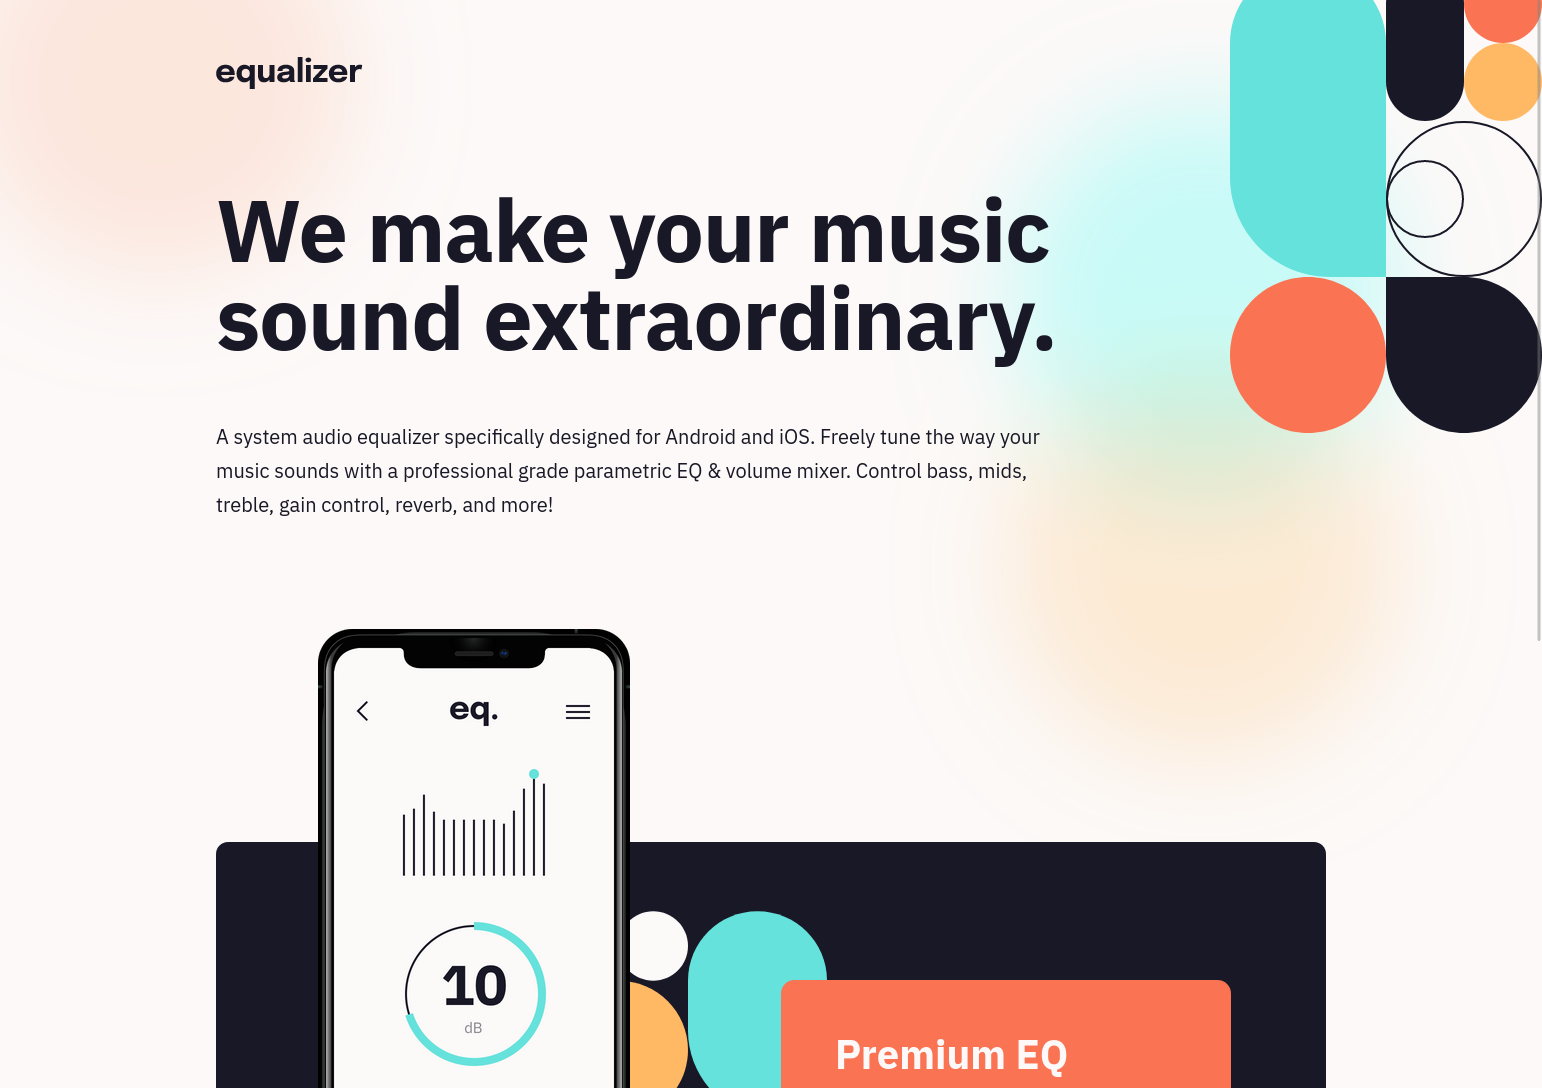 equalizer
We make your music
sound extraordinary.
A system audio equalizer specifically designed for Android and iOS. Freely tune the way your
music sounds with a professional grade parametric EQ & volume mixer. Control bass, mids,
treble, gain control, reverb, and more!
eq.
10
dB
Premium EQ